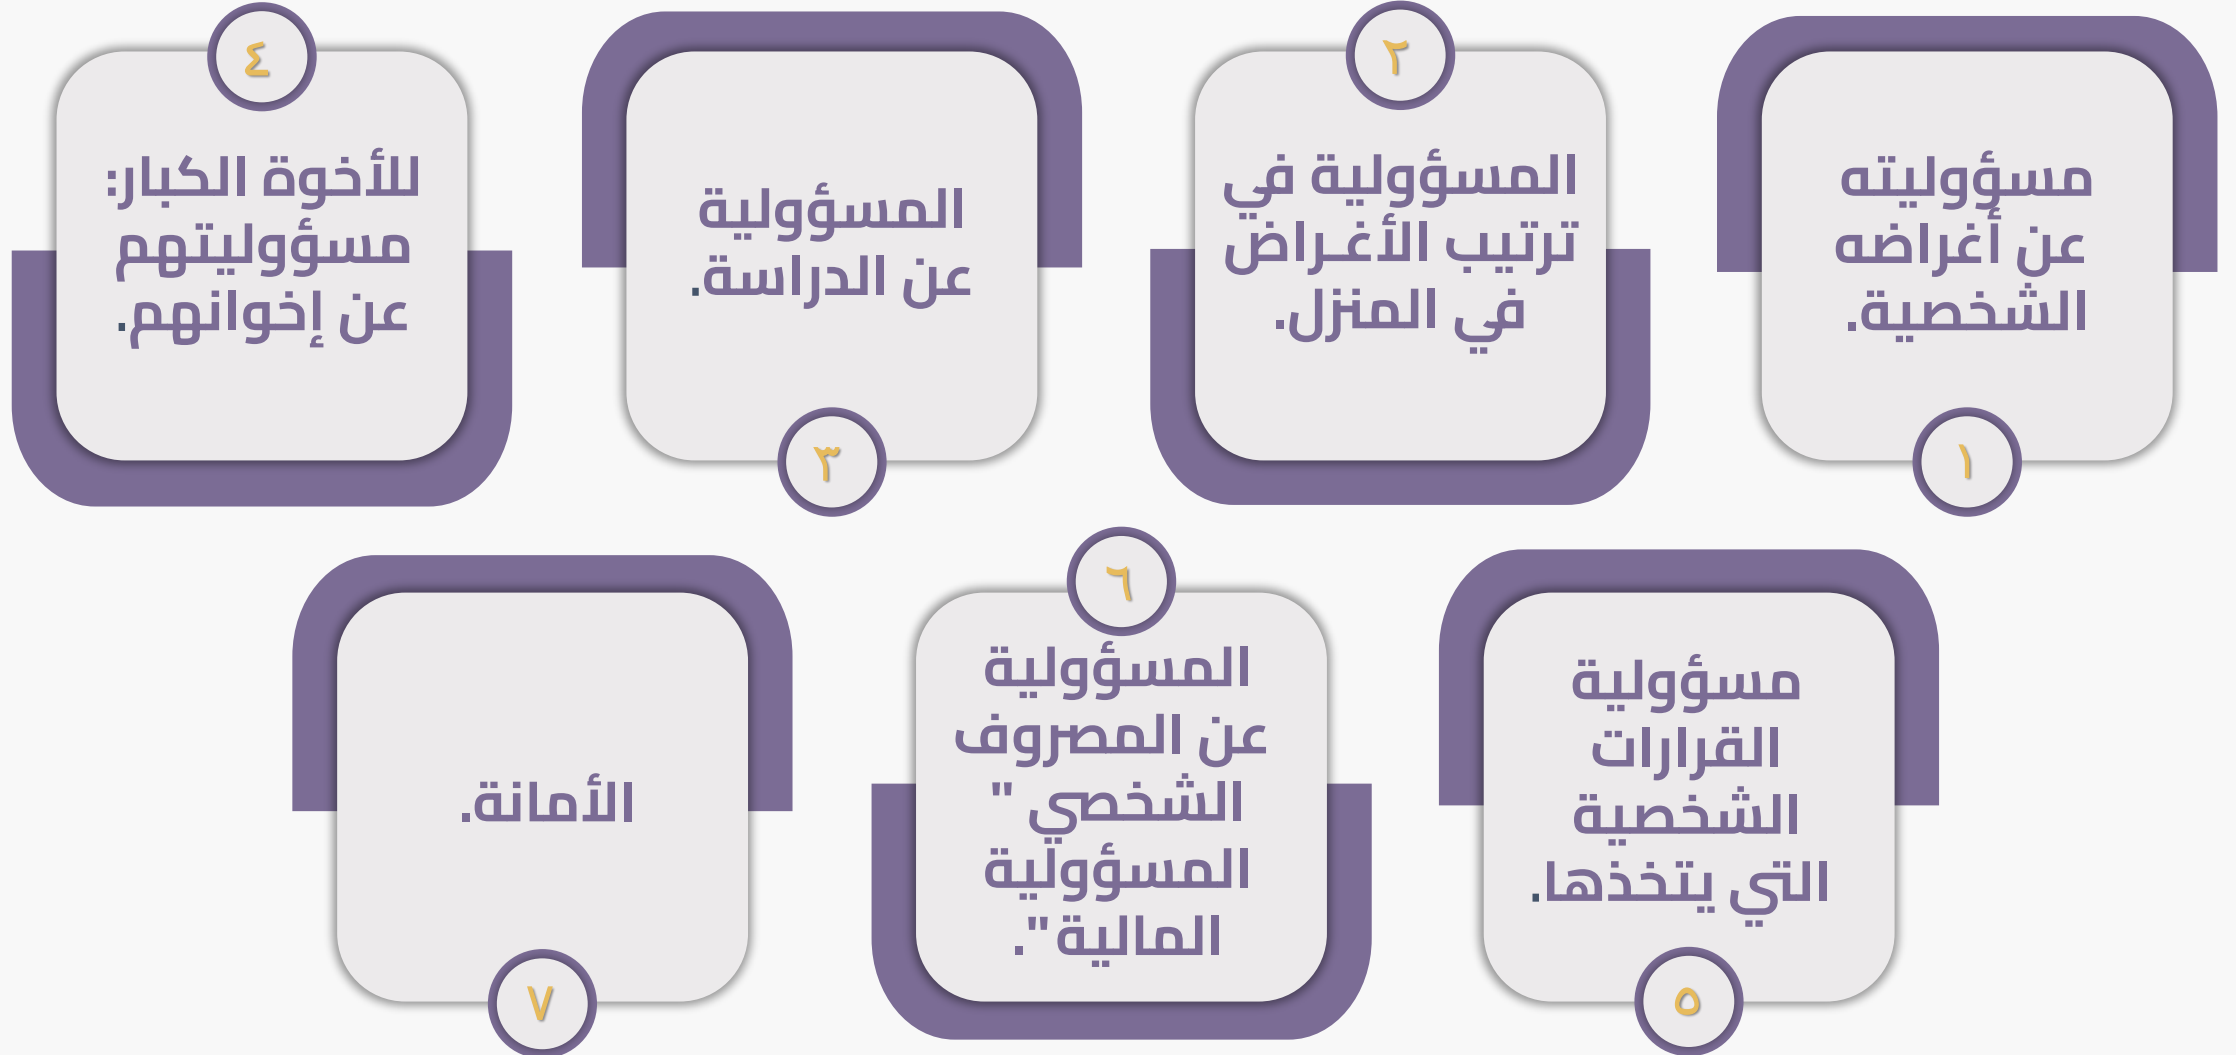 ١
مسؤوليته
عن أغراضه
الشخصية.
٢
المسؤولية في
ترتيب الأغـراض
في المنزل.
٣
المسؤولية
عن الدراسة.
٤
للأخوة الكبار:
مسؤوليتهم
عن إخوانهم.
٥
مسؤولية
القرارات
الشخصية
التي يتخذها.
٦
المسؤولية
عن المصروف
الشخصي "
المسؤولية
المالية".
٧
الأمانة.